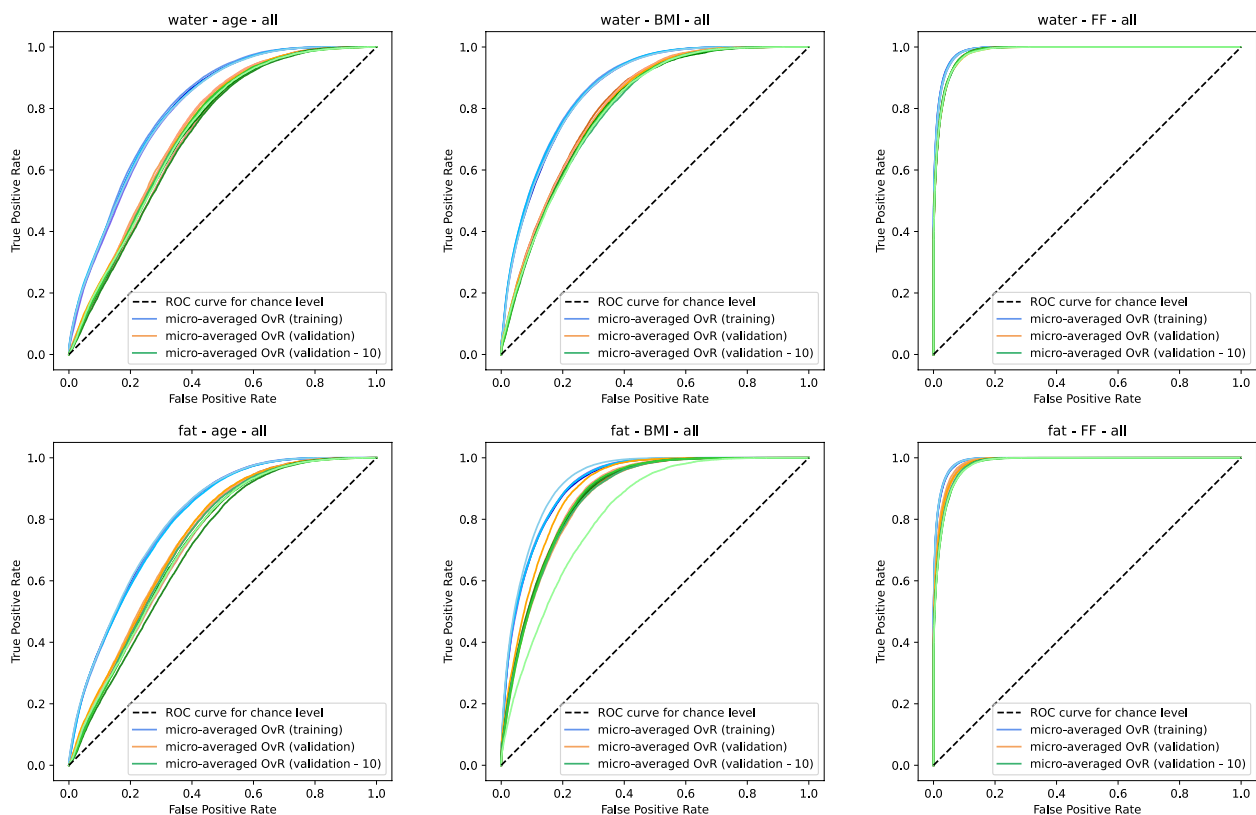 water - age - all
1.0
0.8
0.6
0.4
0.2
0.0
True Positive Rate
0.0 0.2 0.4 0.6 0.8 1.0
False Positive Rate
ROC curve for chance level
micro-averaged OvR (training)
micro-averaged OvR (validation)
micro-averaged OvR (validation - 10)
water - BMI - all
1.0
0.8
0.6
0.4
0.2
0.0
True Positive Rate
0.0 0.2 0.4 0.6 0.8 1.0
False Positive Rate
ROC curve for chance level
micro-averaged OvR (training)
micro-averaged OvR (validation)
micro-averaged OvR (validation - 10)
water - FF - all
1.0
0.8
0.6
0.4
0.2
0.0
True Positive Rate
0.0 0.2 0.4 0.6 0.8 1.0
False Positive Rate
ROC curve for chance level
micro-averaged OvR (training)
micro-averaged OvR (validation)
micro-averaged OvR (validation - 10)
fat - age - all
1.0
0.8
0.6
0.4
0.2
0.0
True Positive Rate
0.0 0.2 0.4 0.6 0.8 1.0
False Positive Rate
ROC curve for chance level
micro-averaged OvR (training)
micro-averaged OvR (validation)
micro-averaged OvR (validation - 10)
fat - BMI - all
1.0
0.8
0.6
0.4
0.2
0.0
True Positive Rate
0.0 0.2 0.4 0.6 0.8 1.0
False Positive Rate
ROC curve for chance level
micro-averaged OvR (training)
micro-averaged OvR (validation)
micro-averaged OvR (validation - 10)
fat - FF - all
1.0
0.8
0.6
0.4
0.2
0.0
True Positive Rate
0.0 0.2 0.4 0.6 0.8 1.0
False Positive Rate
ROC curve for chance level
micro-averaged OvR (training)
micro-averaged OvR (validation)
micro-averaged OvR (validation - 10)